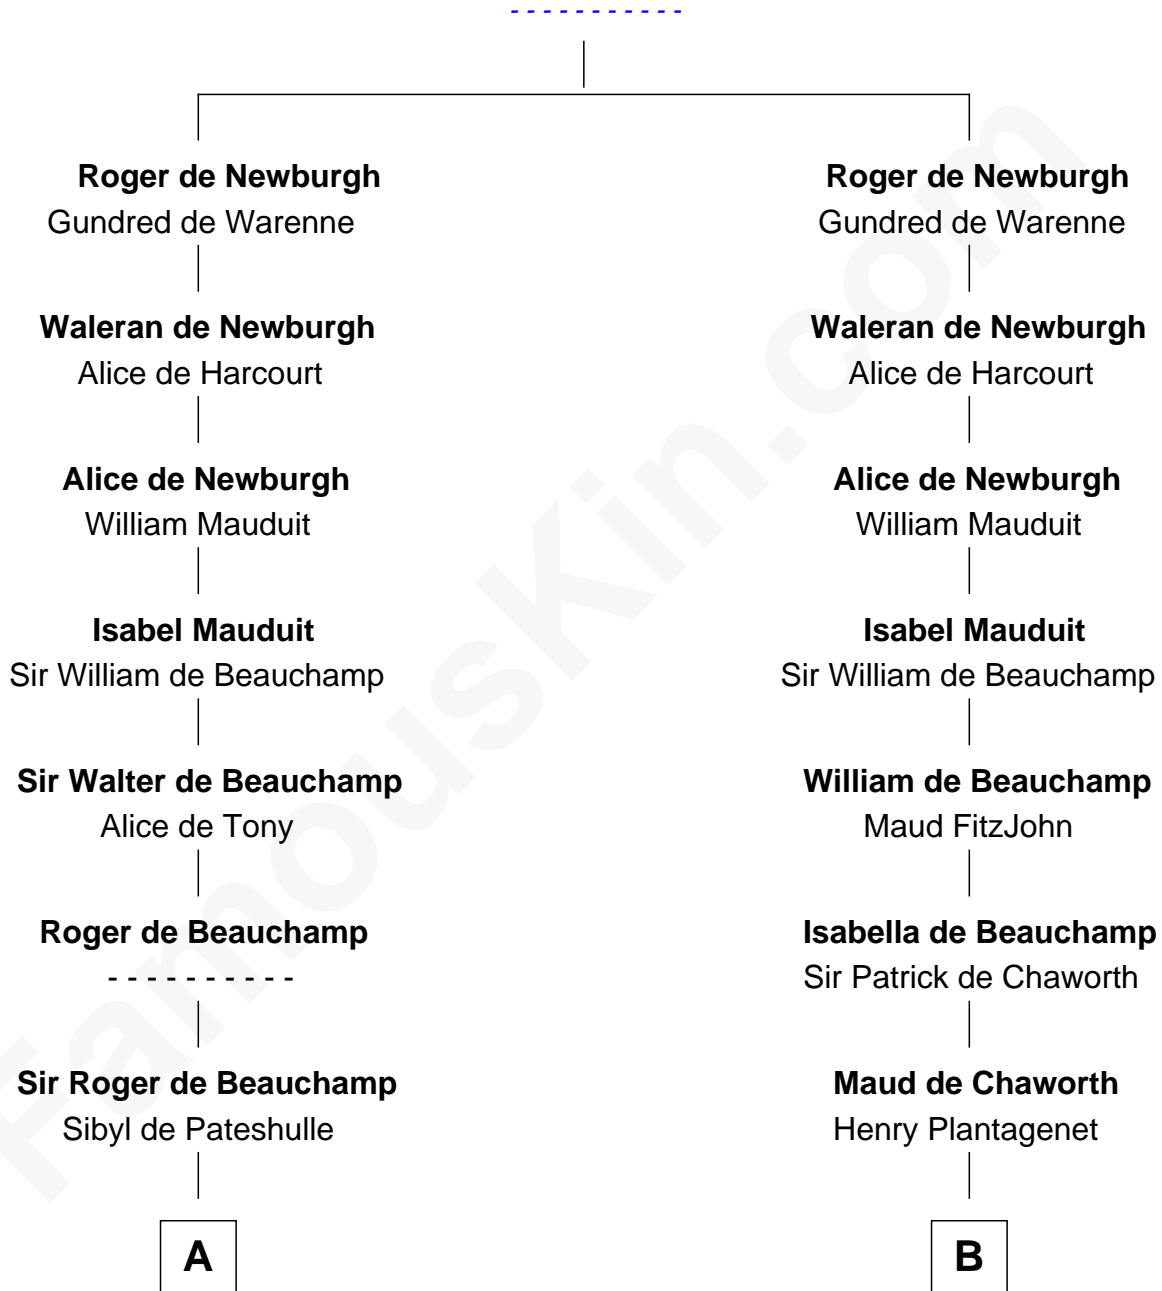 - - - - - - - - - - -
Roger de Newburgh Roger de Newburgh
Gundred de Warenne Gundred de Warenne
Waleran de Newburgh Waleran de Newburgh
Alice de Harcourt Alice de Harcourt
Alice de Newburgh Alice de Newburgh
William Mauduit William Mauduit
Isabel Mauduit Isabel Mauduit
Sir William de Beauchamp Sir William de Beauchamp
Sir Walter de Beauchamp William de Beauchamp
Alice de Tony Maud FitzJohn
Roger de Beauchamp Isabella de Beauchamp
- - - - - - - - - - Sir Patrick de Chaworth
Sir Roger de Beauchamp Maud de Chaworth
Sibyl de Pateshulle Henry Plantagenet
A B
FamousKin.com